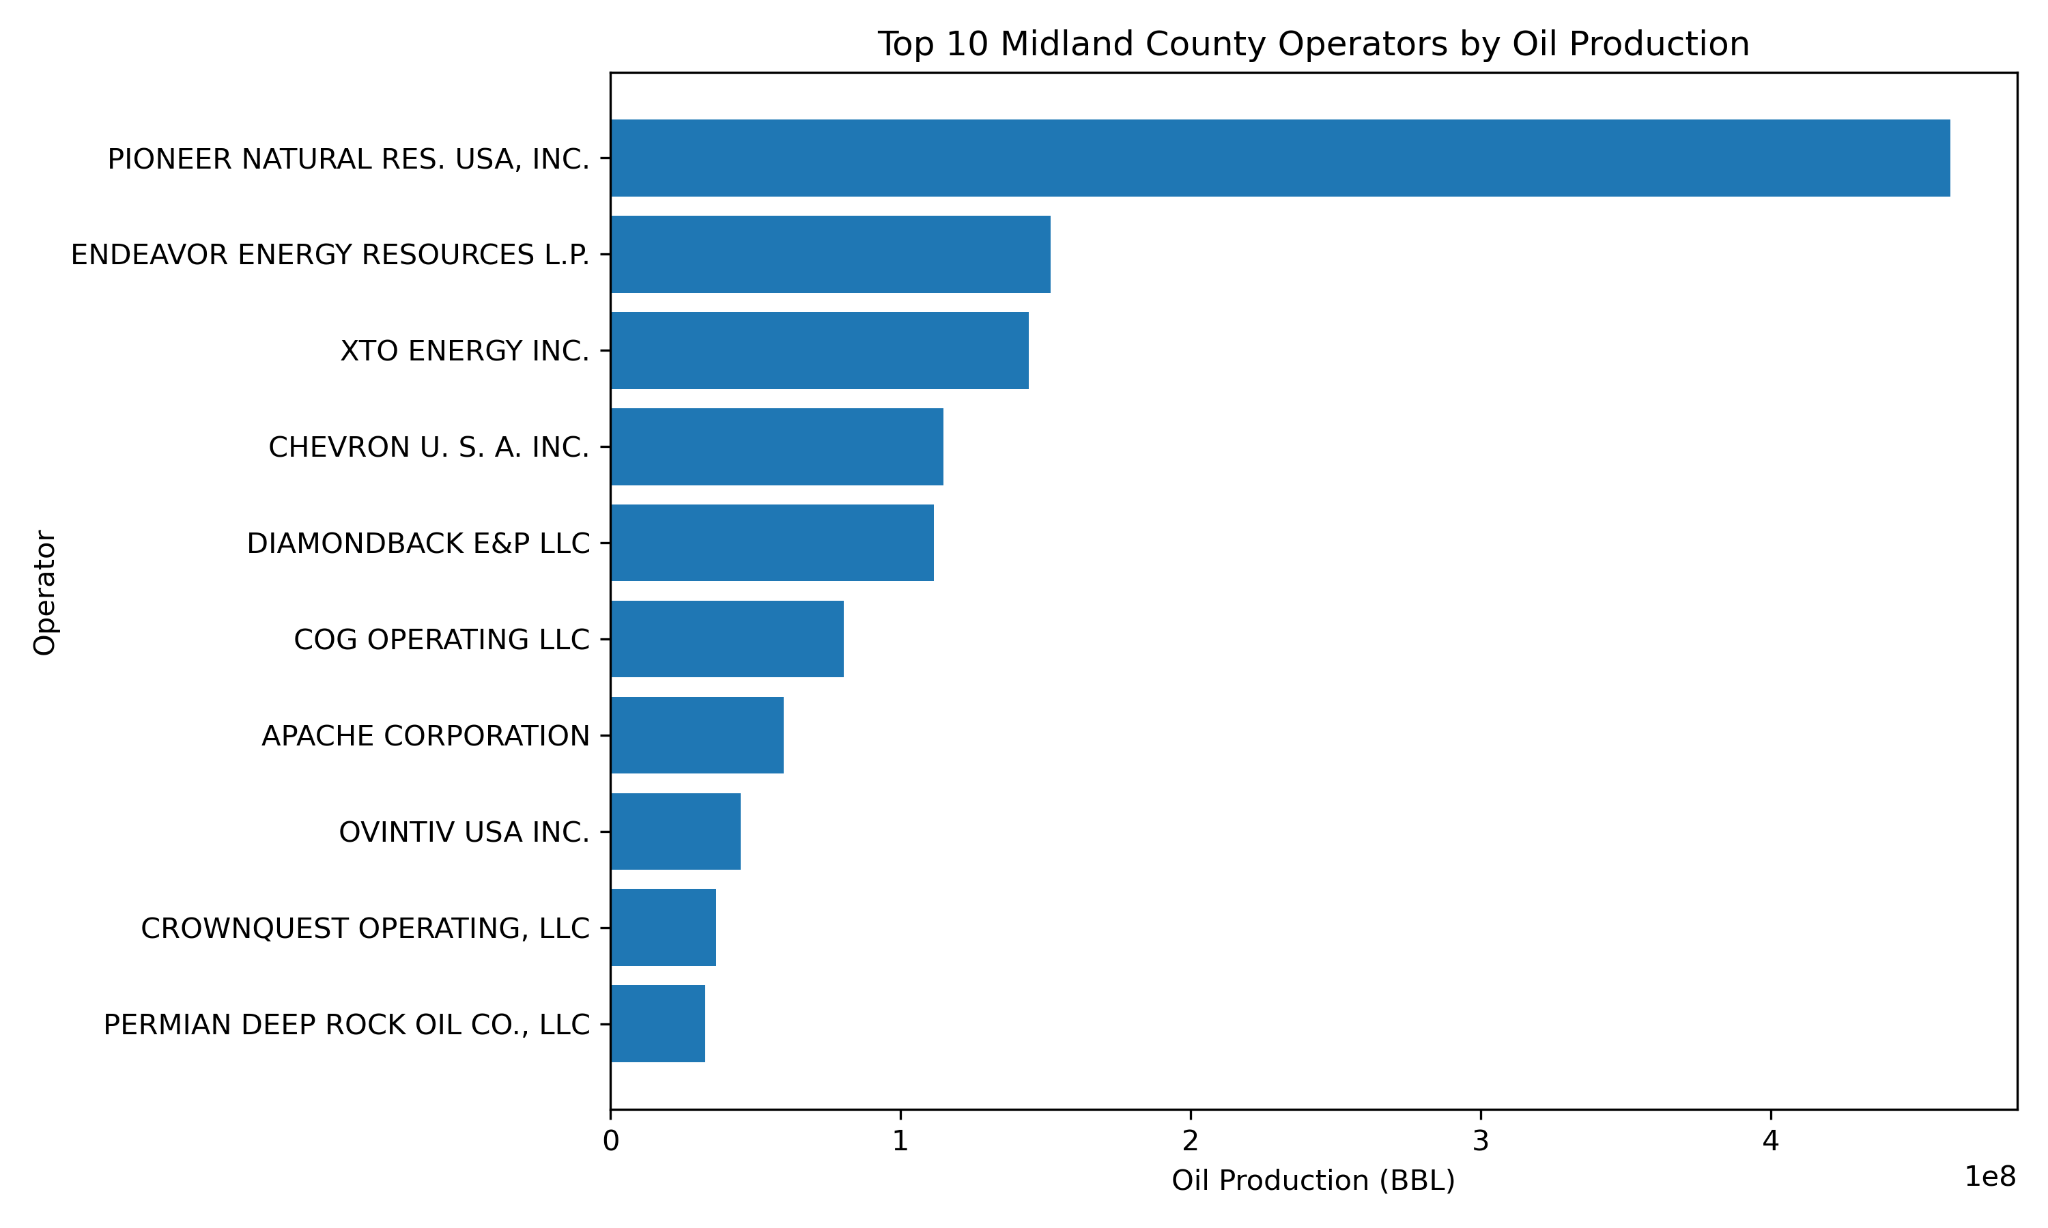 Top 10 Midland County Operators by Oil Production
PIONEER NATURAL RES. USA, INC.
ENDEAVOR ENERGY RESOURCES L.P.
XTO ENERGY INC.
CHEVRON U. S. A. INC.
DIAMONDBACK E&P LLC
COG OPERATING LLC
APACHE CORPORATION
OVINTIV USA INC.
CROWNQUEST OPERATING, LLC
PERMIAN DEEP ROCK OIL CO., LLC
Operator
0 1 2 3 4
1e8
Oil Production (BBL)